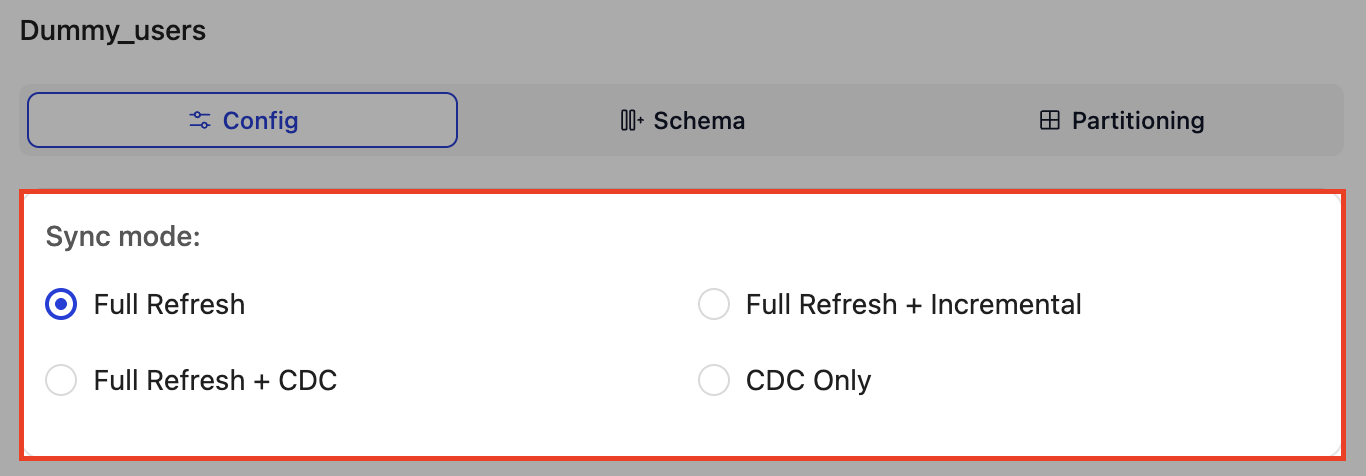 Dummy_users
Config
Schema
Partitioning
Sync mode:
Full Refresh
Full Refresh + Incremental
Full Refresh + CDC
CDC Only